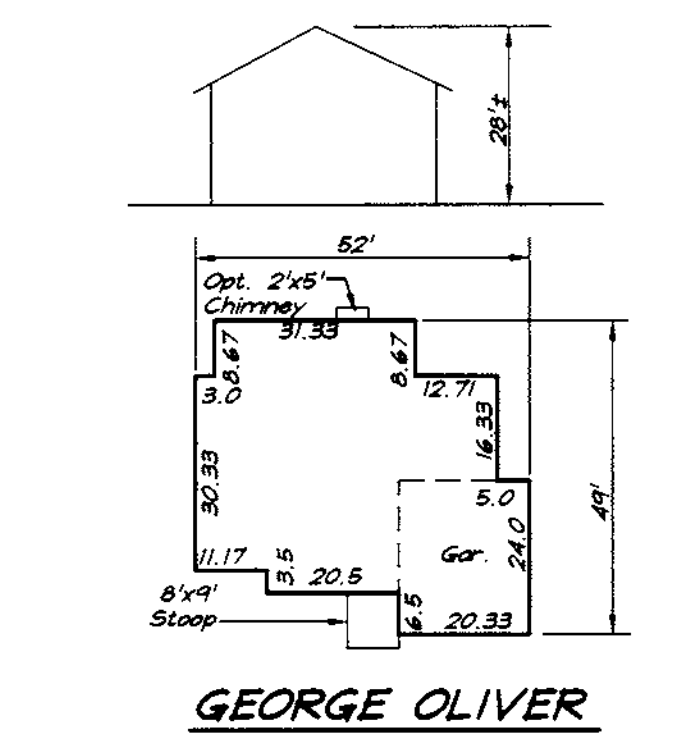 28'±
52'
Opt. 2'x5'
Chimney
31.33
8.67
8.67
3.0
12.71
16.33
30.33
5.0
49'
24.0
Gar.
11.17
3.5
20.5
8'x9'
Stoop
6.5
20.33
GEORGE OLIVER